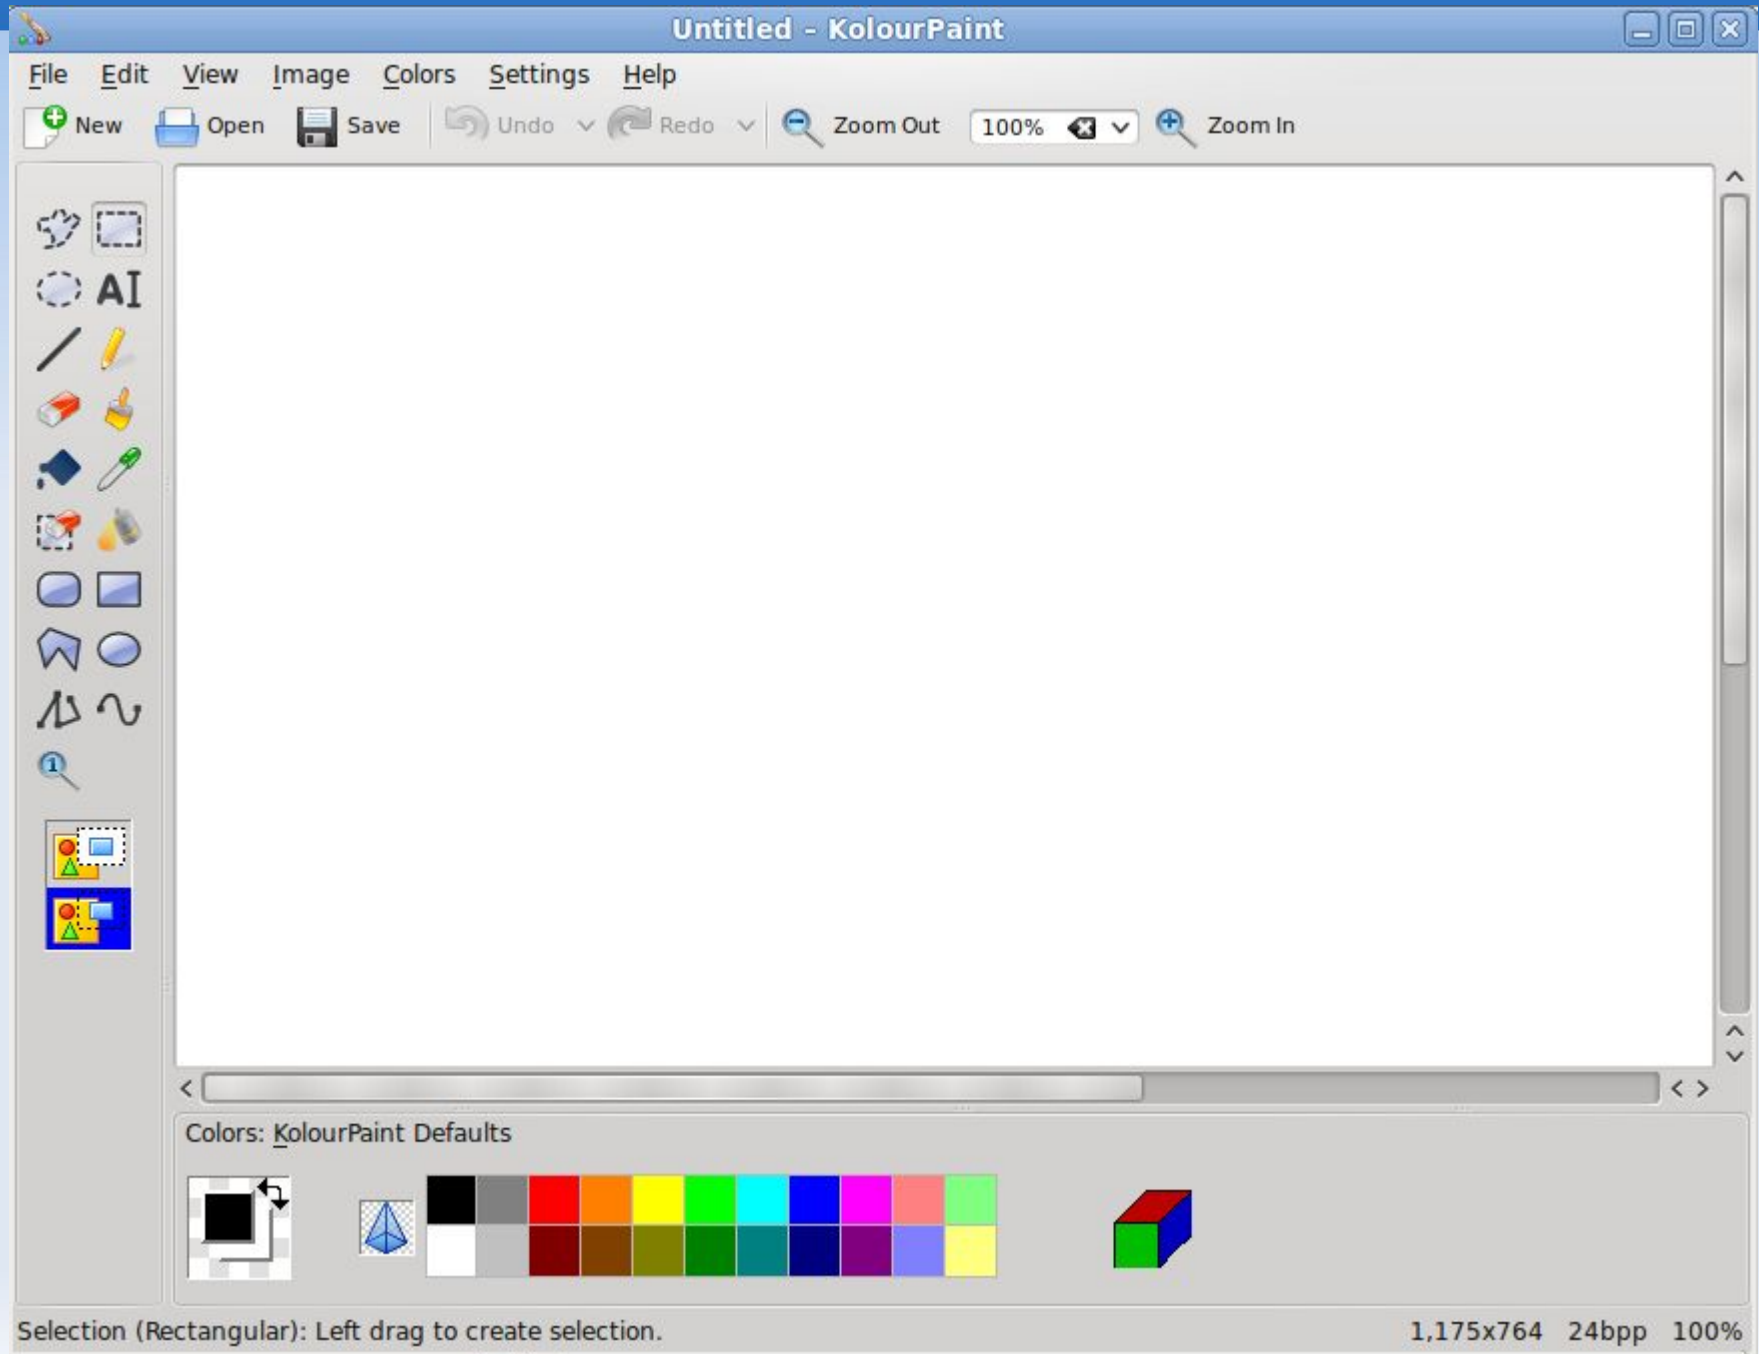 Untitled – KolourPaint
File Edit View Image Colors Settings Help
New Open Save Undo Redo Zoom Out 100% Zoom In
AI
1
Colors: KolourPaint Defaults
Selection (Rectangular): Left drag to create selection. 1,175x764 24bpp 100%